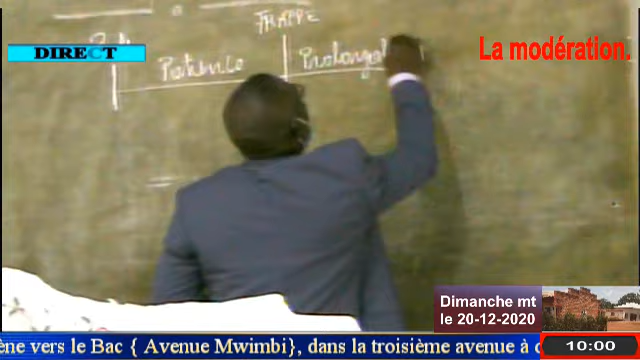 FRAPPE
DIRECT
La modération.
Patience
Dimanche mt
le 20-12-2020
ène vers le Bac { Avenue Mwimbi}, dans la troisième avenue à
10:00